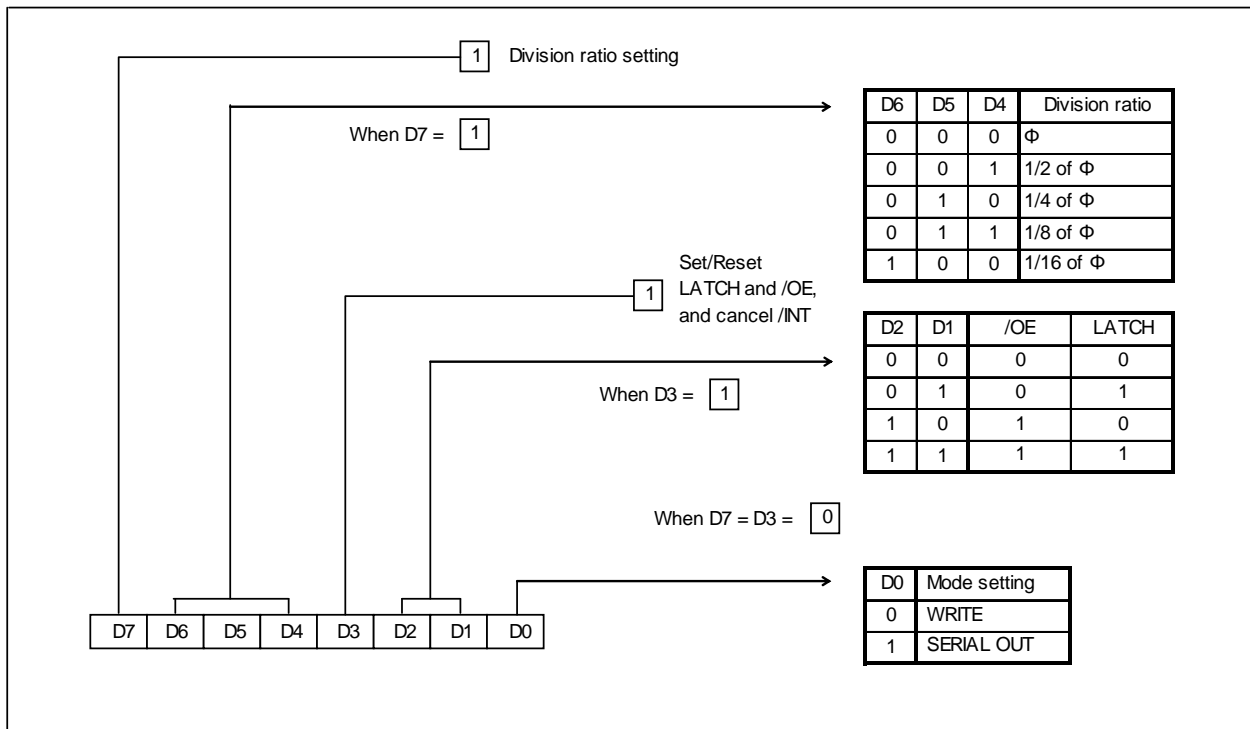 1 Division ratio setting
When D7 = 1
D6 D5 D4 Division ratio
0 0 0 Φ
0 0 1 1/2 of Φ
0 1 0 1/4 of Φ
0 1 1 1/8 of Φ
1 0 0 1/16 of Φ
1 Set/Reset
LATCH and /OE,
and cancel /INT
When D3 = 1
D2 D1 /OE LATCH
0 0 0 0
0 1 0 1
1 0 1 0
1 1 1 1
When D7 = D3 = 0
D0 Mode setting
0 WRITE
1 SERIAL OUT
D7 D6 D5 D4 D3 D2 D1 D0